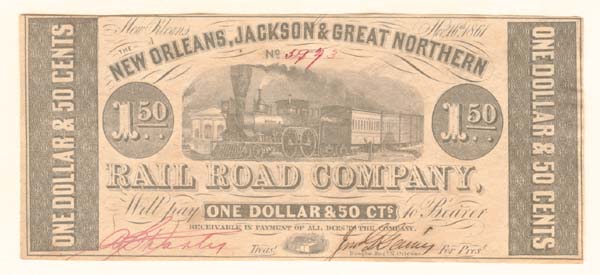 New Orleans Nov. 16th 1861
THE NEW ORLEANS, JACKSON & GREAT NORTHERN
No
1.50 1.50
RAIL ROAD COMPANY,
Will pay ONE DOLLAR & 50 CTS. to Bearer
RECEIVABLE IN PAYMENT OF ALL DUES TO THE COMPANY.
Treasr. For Prest.
ONE DOLLAR & 50 CENTS
ONE DOLLAR & 50 CENTS